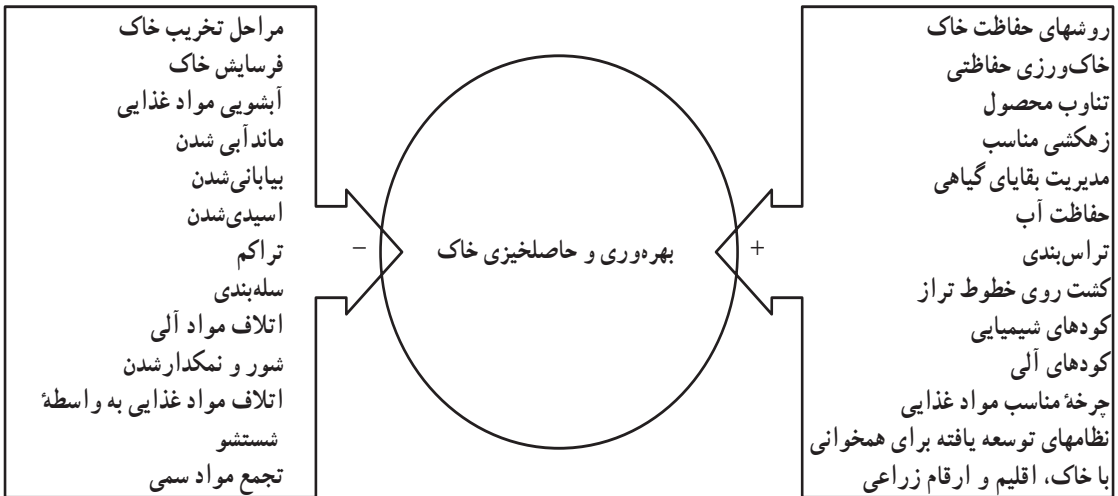 روشهای حفاظت خاک
خاک‌ورزی حفاظتی
تناوب محصول
زهکشی مناسب
مدیریت بقایای گیاهی
حفاظت آب
تراس‌بندی
کشت روی خطوط تراز
کودهای شیمیایی
کودهای آلی
چرخهٔ مناسب مواد غذایی
نظامهای توسعه یافته برای همخوانی
با خاک، اقلیم و ارقام زراعی
+
بهره‌وری و حاصلخیزی خاک
−
مراحل تخریب خاک
فرسایش خاک
آبشویی مواد غذایی
ماندآبی شدن
بیابانی‌شدن
اسیدی‌شدن
تراکم
سله‌بندی
اتلاف مواد آلی
شور و نمکدارشدن
اتلاف مواد غذایی به واسطهٔ
شستشو
تجمع مواد سمی